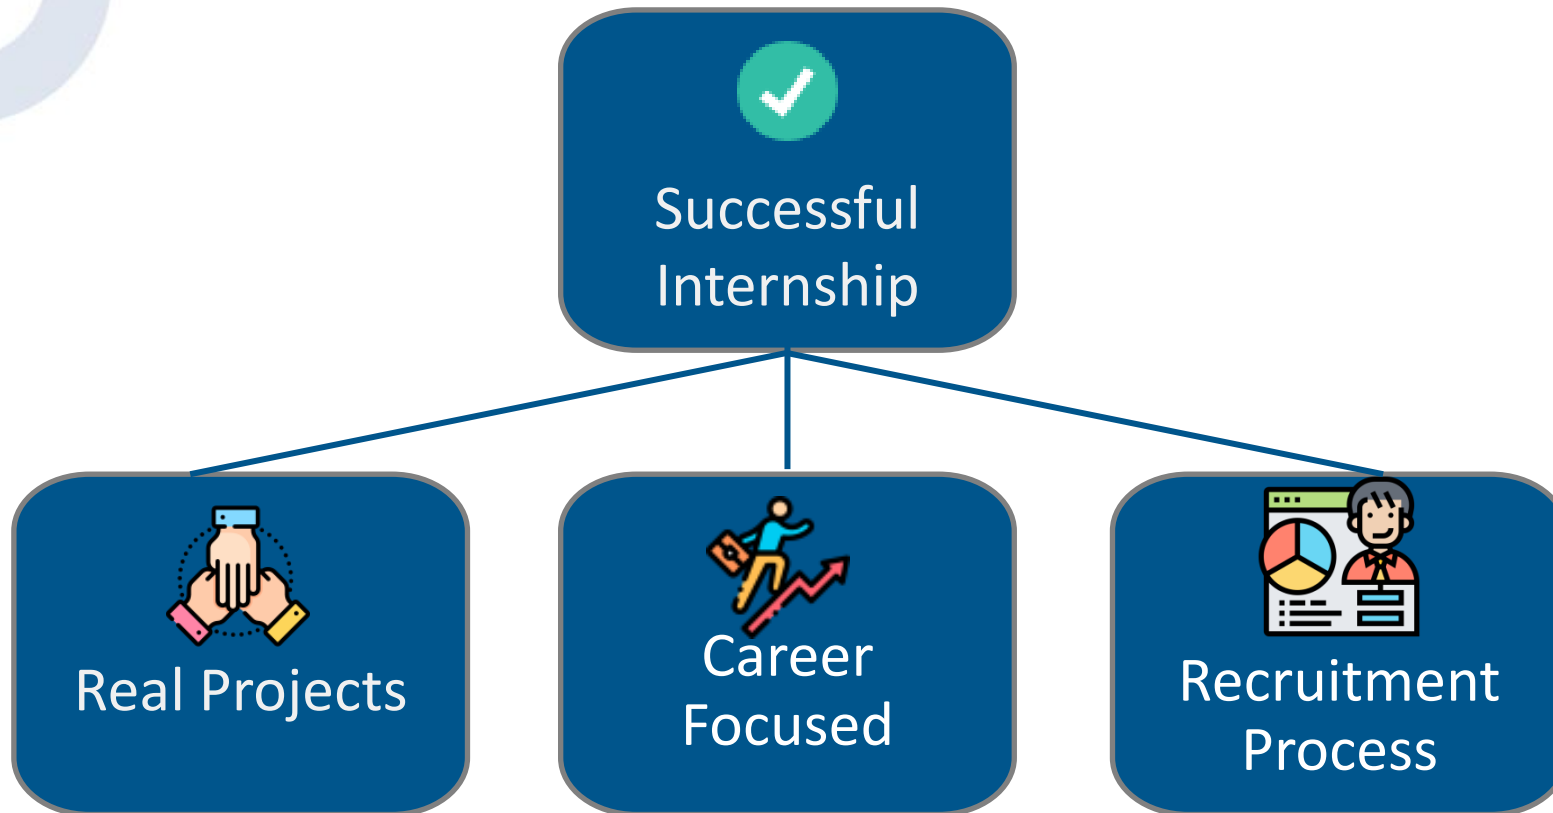 Successful
Internship
Real Projects
Career
Focused
Recruitment
Process